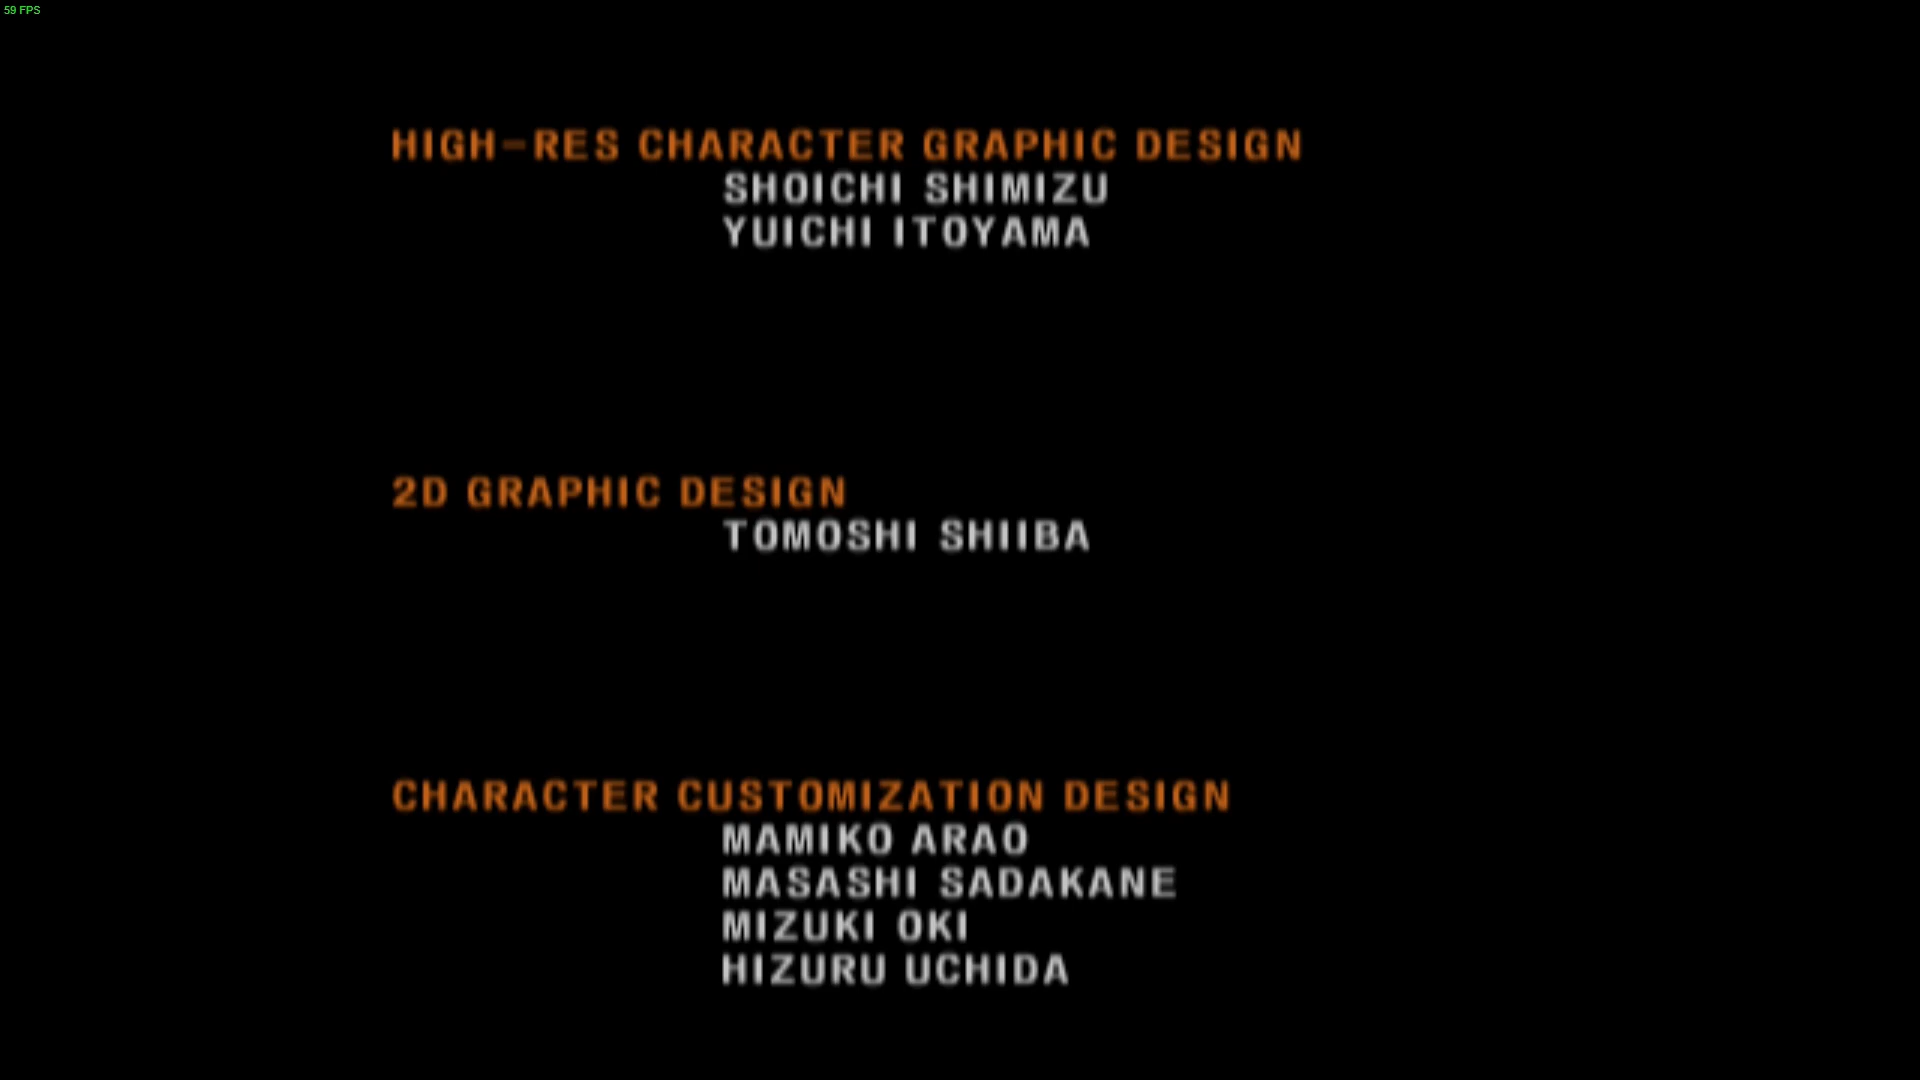 59 FPS
HIGH-RES CHARACTER GRAPHIC DESIGN
SHOICHI SHIMIZU
YUICHI ITOYAMA
2D GRAPHIC DESIGN
TOMOSHI SHIIBA
CHARACTER CUSTOMIZATION DESIGN
MAMIKO ARAO
MASASHI SADAKANE
MIZUKI OKI
HIZURU UCHIDA